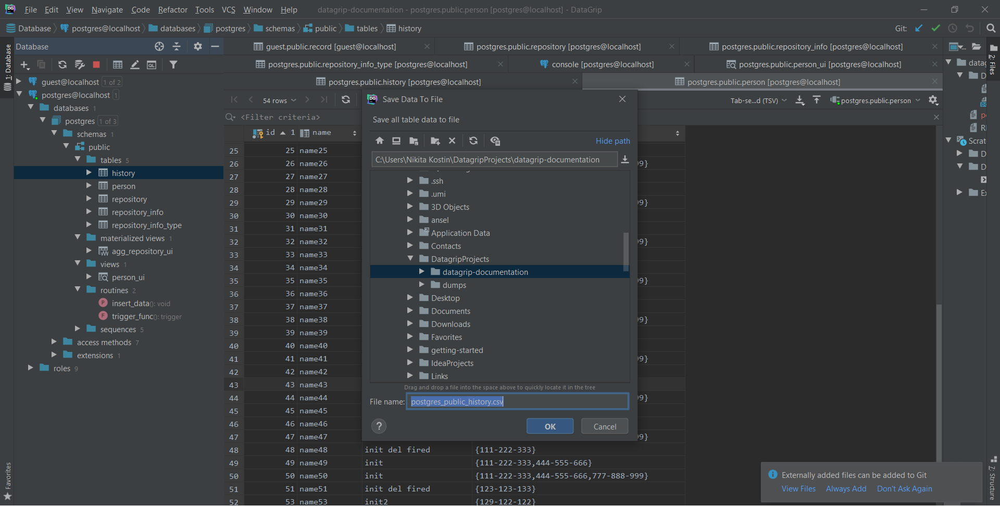 DG File Edit View Navigate Code Refactor Tools VCS Window Help datagrip-documentation - postgres.public.person [postgres@localhost] - DataGrip
Database postgres@localhost databases postgres schemas public tables history Git:
1: Database
Database
guest@localhost 1 of 2
postgres@localhost 1
databases 1
postgres 1 of 3
schemas 1
public
tables 5
history
person
repository
repository_info
repository_info_type
materialized views 1
agg_repository_ui
views 1
person_ui
routines 2
insert_data(): void
trigger_func(): trigger
sequences 5
access methods 7
extensions 1
roles 9
Favorites
guest.public.record [guest@localhost] postgres.public.repository [postgres@localhost] postgres.public.repository_info [postgres@localhost]
postgres.public.repository_info_type [postgres@localhost] console [postgres@localhost] postgres.public.person_ui [postgres@localhost]
postgres.public.history [postgres@localhost] postgres.public.person [postgres@localhost]
54 rows Tab-se...d (TSV) postgres.public.person
<Filter criteria>
id 1 name
25 25 name25
26 26 name26 99}
27 27 name27
28 28 name28
29 29 name29 99}
30 30 name30
31 31 name31
32 32 name32 99}
33 33 name33
34 34 name34
35 35 name35 99}
36 36 name36
37 37 name37
38 38 name38 99}
39 39 name39
40 40 name40
41 41 name41 99}
42 42 name42
43 43 name43
44 44 name44 99}
45 45 name45
46 46 name46
47 47 name47 99}
48 48 name48 init del fired {111-222-333}
49 49 name49 init {111-222-333,444-555-666}
50 50 name50 init {111-222-333,444-555-666,777-888-999}
51 51 name51 init del fired {123-123-133}
52 53 name53 init2 {129-122-122}
DG Save Data To File
Save all table data to file
Hide path
C:\Users\Nikita Kostin\DatagripProjects\datagrip-documentation
.ssh
.umi
3D Objects
ansel
Application Data
Contacts
DatagripProjects
datagrip-documentation
dumps
Desktop
Documents
Downloads
Favorites
getting-started
IdeaProjects
Links
Drag and drop a file into the space above to quickly locate it in the tree
File name: postgres_public_history.csv
? OK Cancel
datag
D
po
RE
Scrat
D
D
Ex
2: Files
7: Structure
Externally added files can be added to Git
View Files Always Add Don't Ask Again